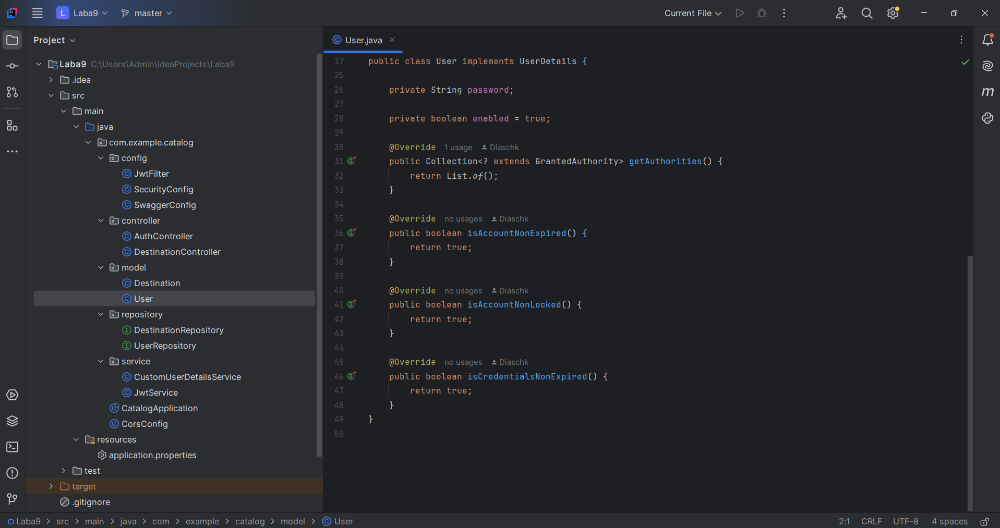 L Laba9 master Current File
Project
User.java
Laba9 C:\Users\Admin\IdeaProjects\Laba9
.idea
src
main
java
com.example.catalog
config
JwtFilter
SecurityConfig
SwaggerConfig
controller
AuthController
DestinationController
model
Destination
User
repository
DestinationRepository
UserRepository
service
CustomUserDetailsService
JwtService
CatalogApplication
CorsConfig
resources
application.properties
test
target
.gitignore
17 public class User implements UserDetails {
25
26 private String password;
27
28 private boolean enabled = true;
29
30 @Override 1 usage Diaschk
31 public Collection<? extends GrantedAuthority> getAuthorities() {
32 return List.of();
33 }
34
35 @Override no usages Diaschk
36 public boolean isAccountNonExpired() {
37 return true;
38 }
39
40 @Override no usages Diaschk
41 public boolean isAccountNonLocked() {
42 return true;
43 }
44
45 @Override no usages Diaschk
46 public boolean isCredentialsNonExpired() {
47 return true;
48 }
49 }
50
m
Laba9 > src > main > java > com > example > catalog > model > User
2:1 CRLF UTF-8 4 spaces